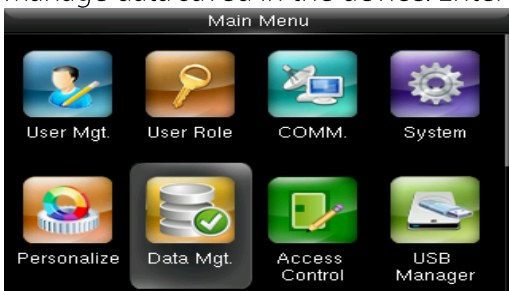 manage data saved in the device. Enter
Main Menu
User Mgt.
User Role
COMM.
System
Personalize
Data Mgt.
Access
Control
USB
Manager